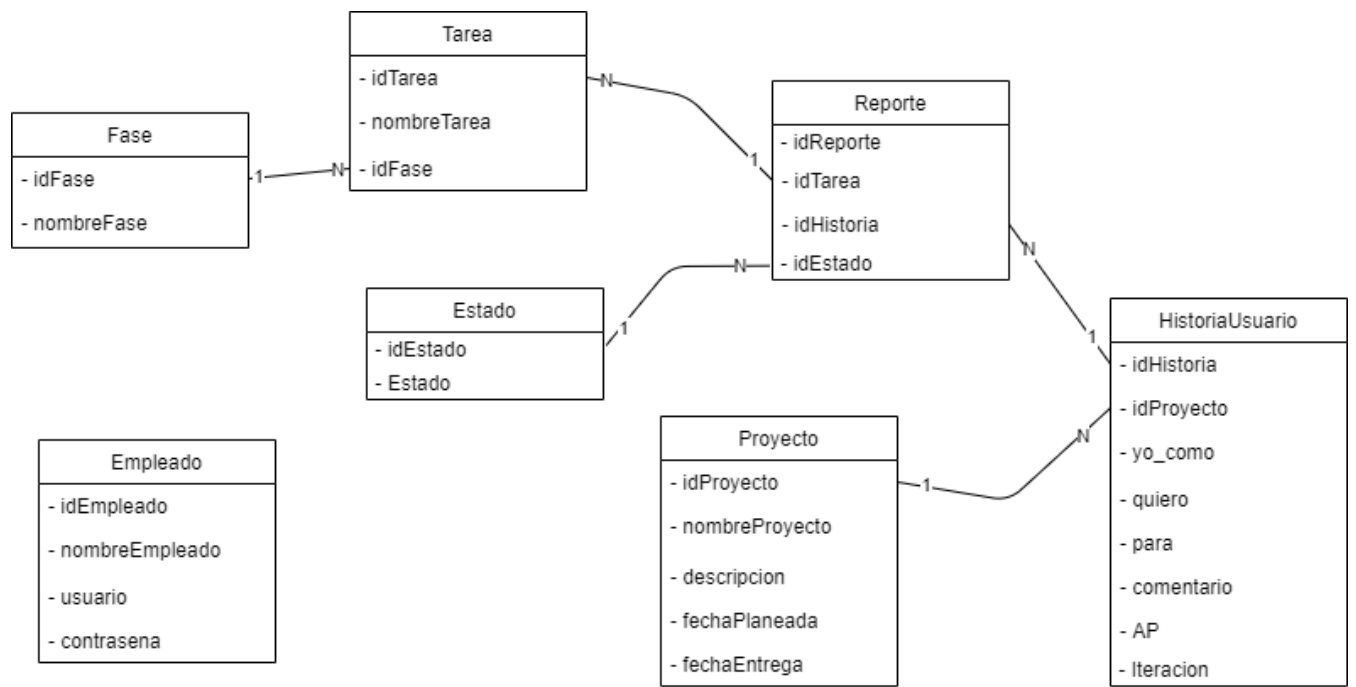 Tarea
- idTarea
- nombreTarea
- idFase
Fase
- idFase
- nombreFase
1
N
N
1
Reporte
- idReporte
- idTarea
- idHistoria
- idEstado
Estado
- idEstado
- Estado
1
N
N
1
HistoriaUsuario
- idHistoria
- idProyecto
- yo_como
- quiero
- para
- comentario
- AP
- Iteracion
Proyecto
- idProyecto
- nombreProyecto
- descripcion
- fechaPlaneada
- fechaEntrega
1
N
Empleado
- idEmpleado
- nombreEmpleado
- usuario
- contrasena